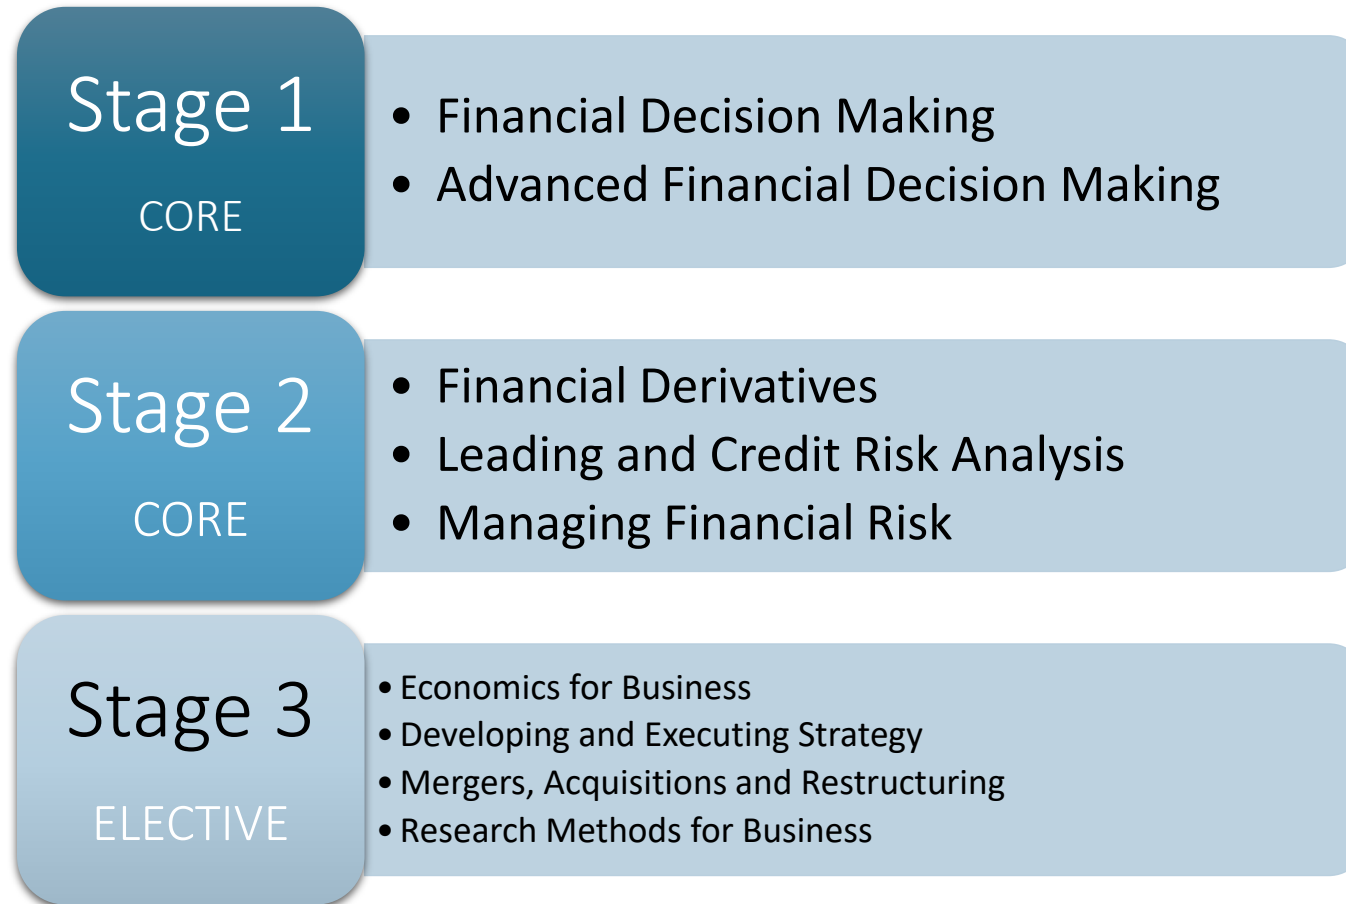 Stage 1
CORE
• Financial Decision Making
• Advanced Financial Decision Making
Stage 2
CORE
• Financial Derivatives
• Leading and Credit Risk Analysis
• Managing Financial Risk
Stage 3
ELECTIVE
• Economics for Business
• Developing and Executing Strategy
• Mergers, Acquisitions and Restructuring
• Research Methods for Business